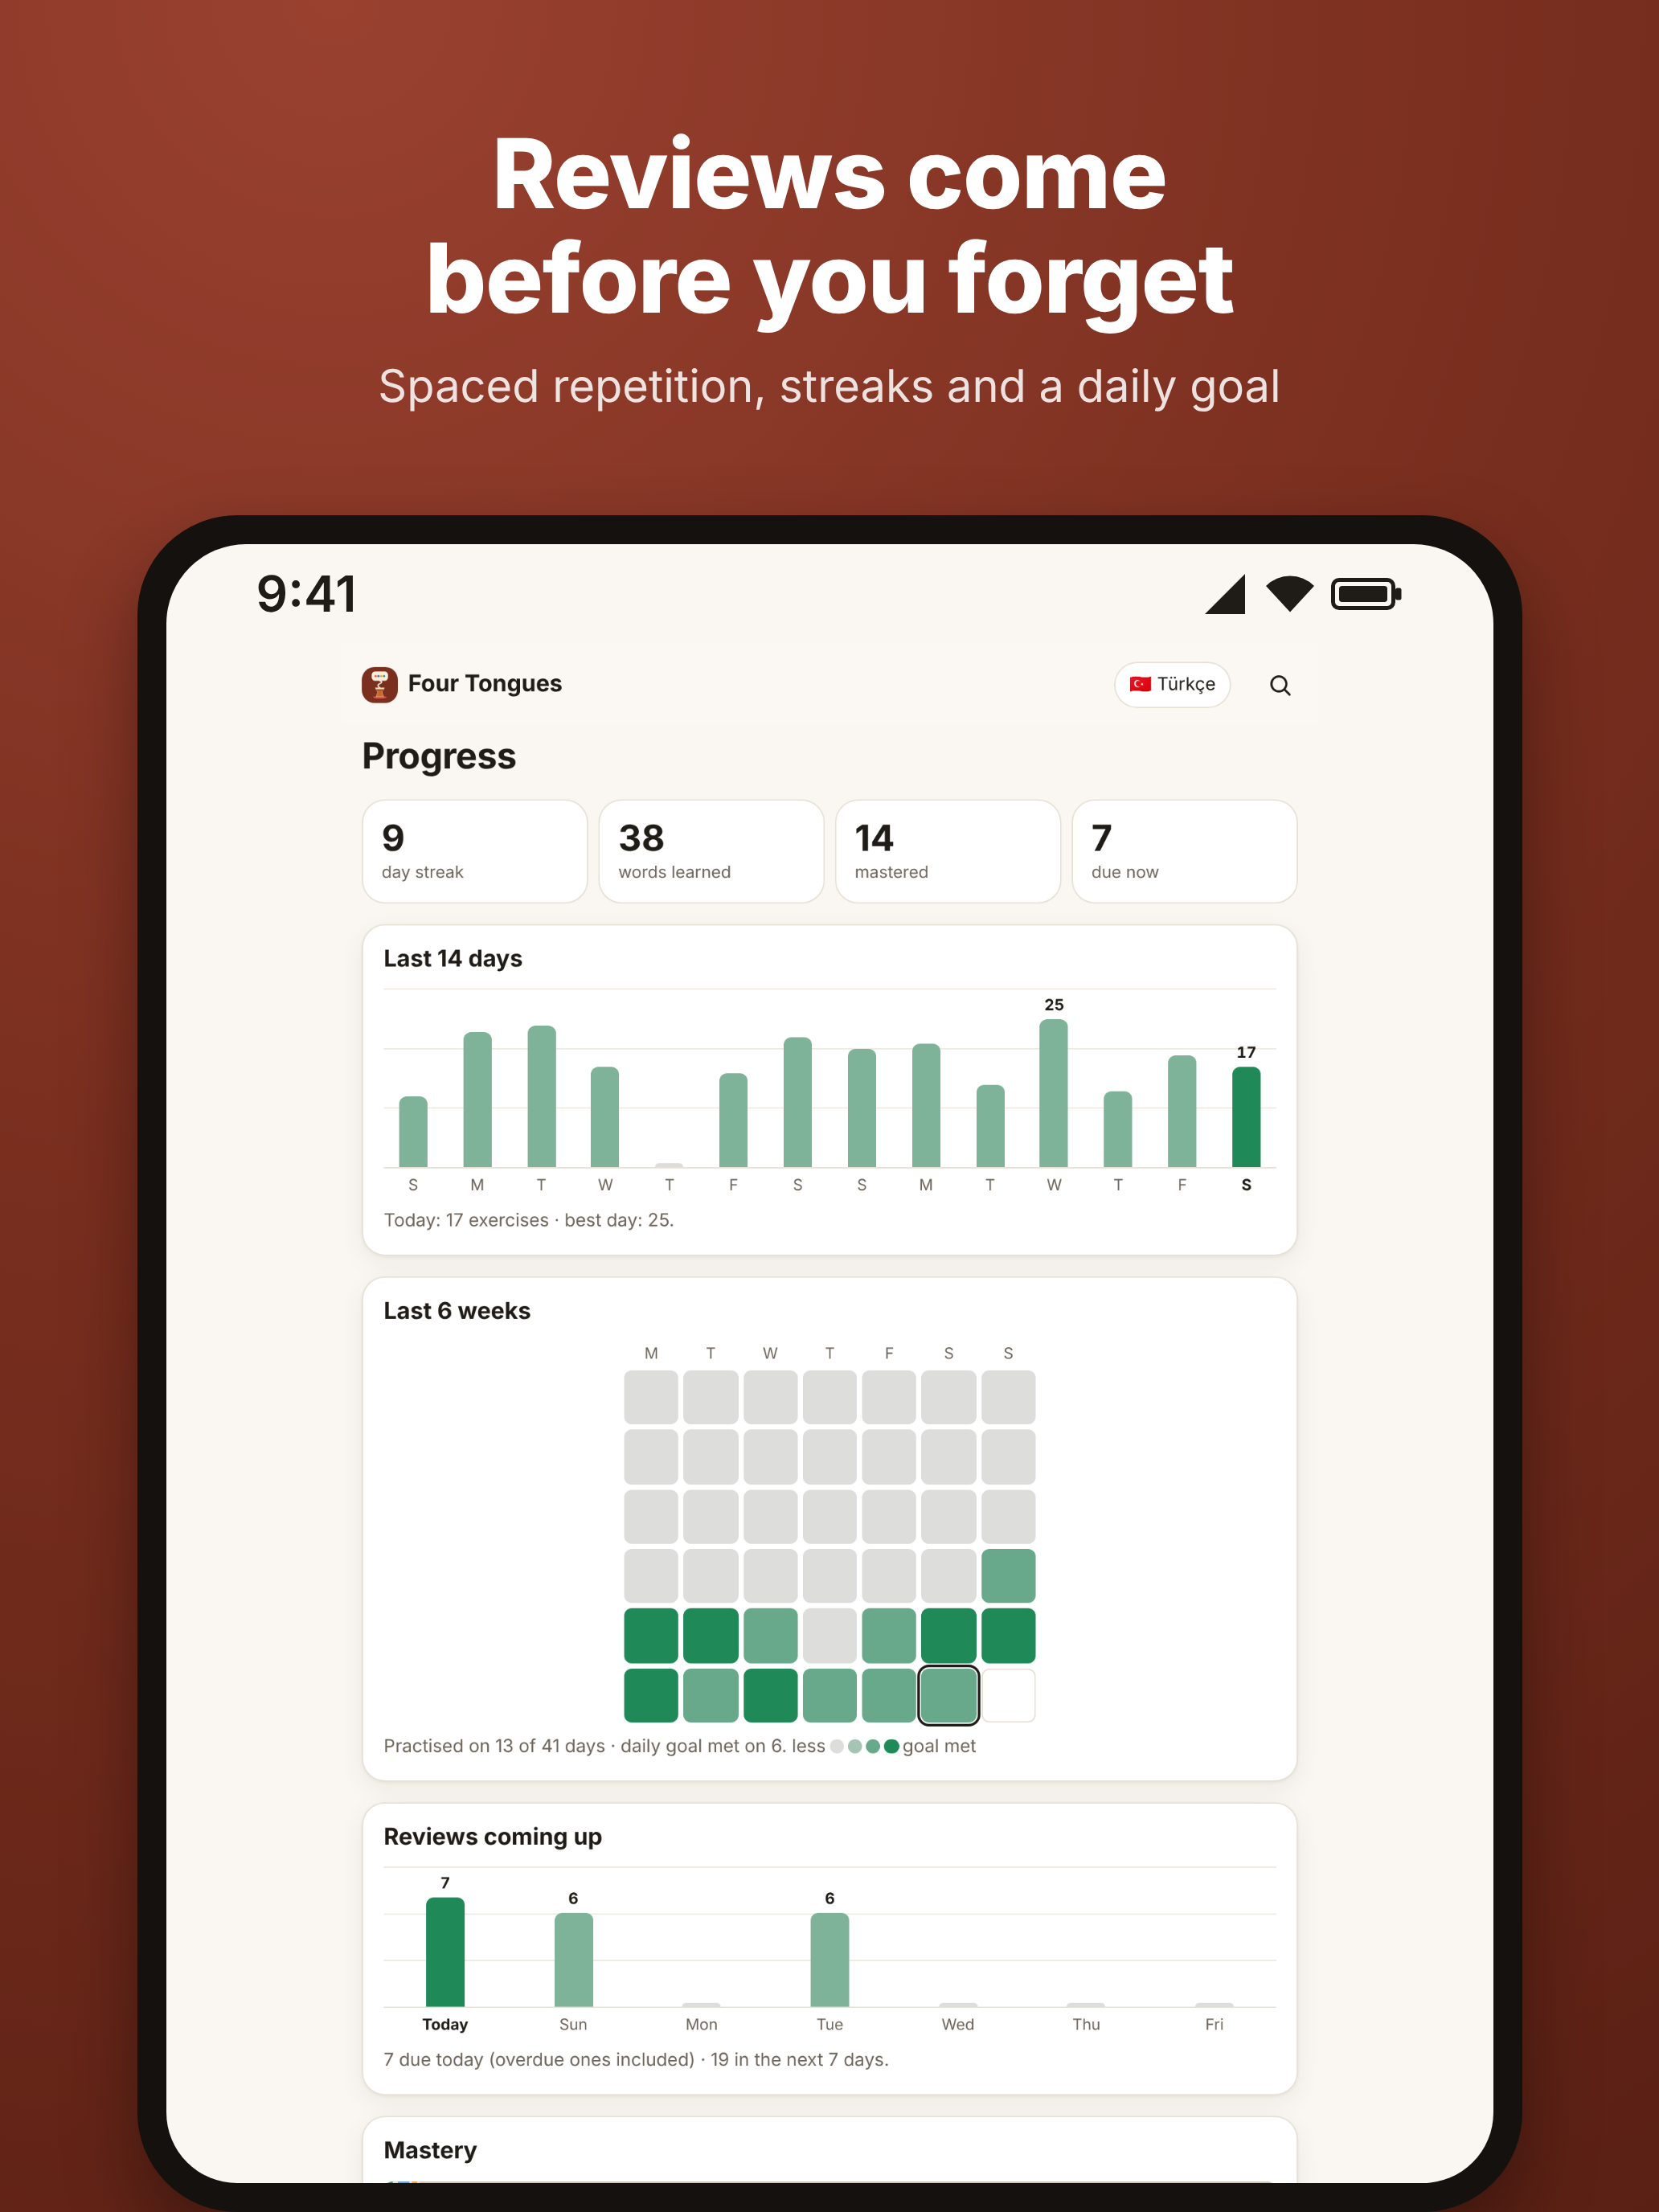 Reviews come
before you forget
Spaced repetition, streaks and a daily goal
9:41
Four Tongues
Türkçe
Progress
9
day streak
38
words learned
14
mastered
7
due now
Last 14 days
25
17
S M T W T F S S M T W T F S
Today: 17 exercises · best day: 25.
Last 6 weeks
M T W T F S S
Practised on 13 of 41 days · daily goal met on 6. less goal met
Reviews coming up
7
6
6
Today Sun Mon Tue Wed Thu Fri
7 due today (overdue ones included) · 19 in the next 7 days.
Mastery